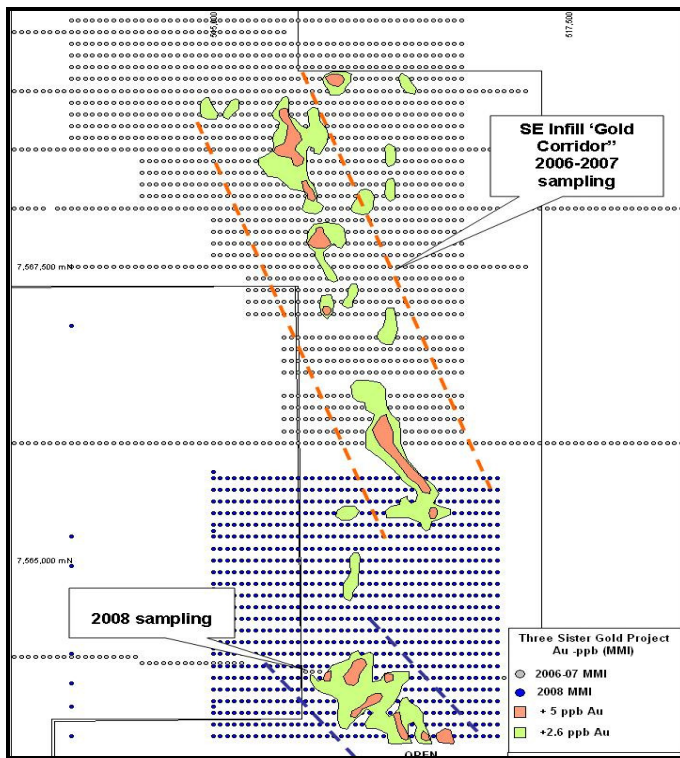 517,500
SE Infill ‘Gold
Corridor”
2006-2007
sampling
7,567,500 mN
7,565,000 mN
2008 sampling
Three Sister Gold Project
Au -ppb (MMI)
2006-07 MMI
2008 MMI
+ 5 ppb Au
+2.6 ppb Au
OPEN